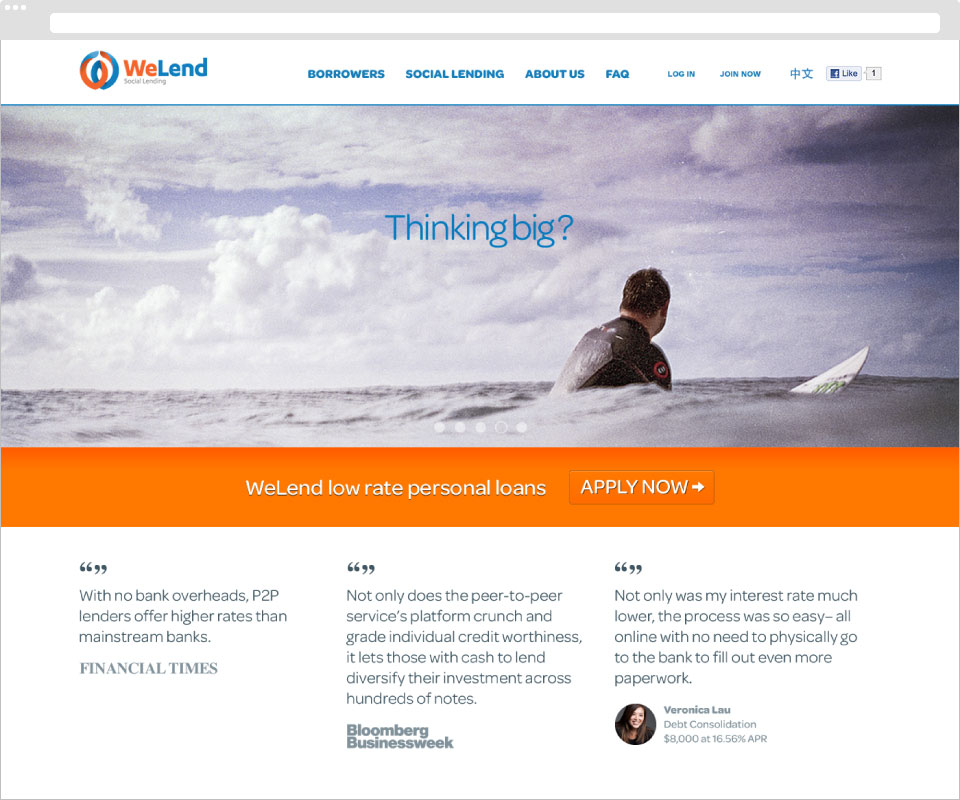 WeLend
Social Lending
BORROWERS SOCIAL LENDING ABOUT US FAQ LOG IN JOIN NOW 中文 Like 1
Thinking big?
WeLend low rate personal loans APPLY NOW
“”
With no bank overheads, P2P
lenders offer higher rates than
mainstream banks.
FINANCIAL TIMES
“”
Not only does the peer-to-peer
service’s platform crunch and
grade individual credit worthiness,
it lets those with cash to lend
diversify their investment across
hundreds of notes.
Bloomberg
Businessweek
“”
Not only was my interest rate much
lower, the process was so easy– all
online with no need to physically go
to the bank to fill out even more
paperwork.
Veronica Lau
Debt Consolidation
$8,000 at 16.56% APR